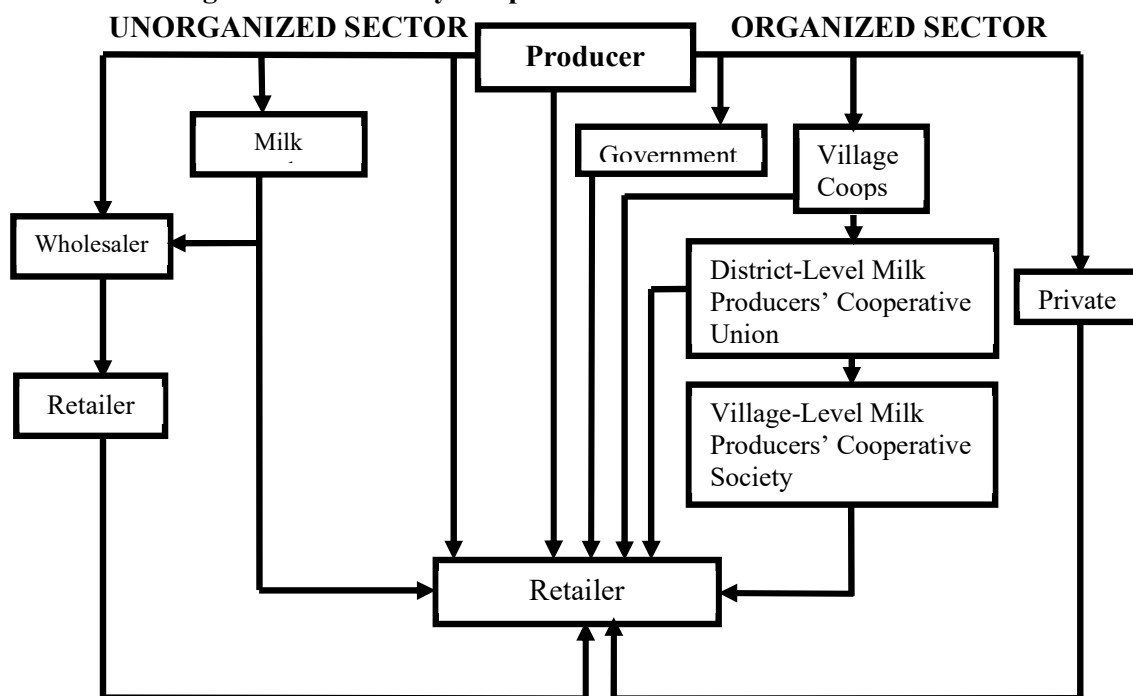 UNORGANIZED SECTOR
ORGANIZED SECTOR
Producer
Milk
Government
Village
Coops
Wholesaler
District-Level Milk
Producers’ Cooperative
Union
Private
Retailer
Village-Level Milk
Producers’ Cooperative
Society
Retailer